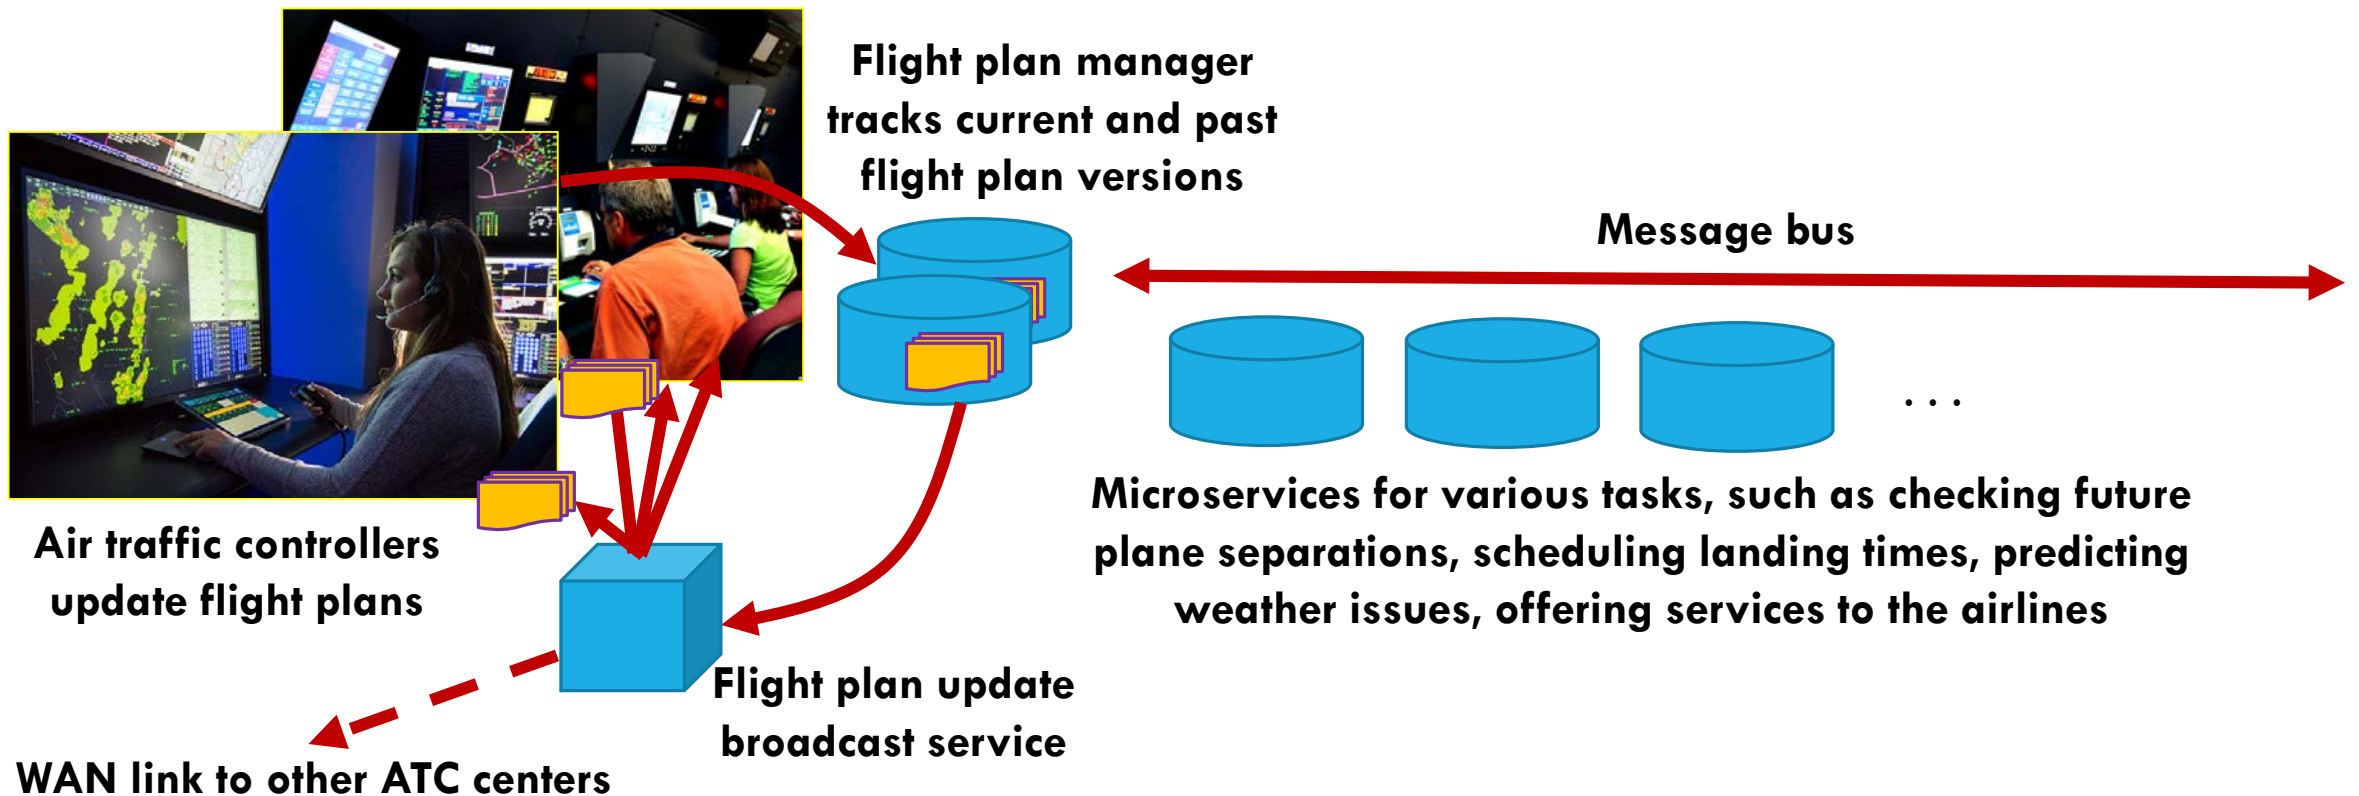 Flight plan manager
tracks current and past
flight plan versions
Message bus
. . .
Microservices for various tasks, such as checking future
plane separations, scheduling landing times, predicting
weather issues, offering services to the airlines
Air traffic controllers
update flight plans
Flight plan update
broadcast service
WAN link to other ATC centers